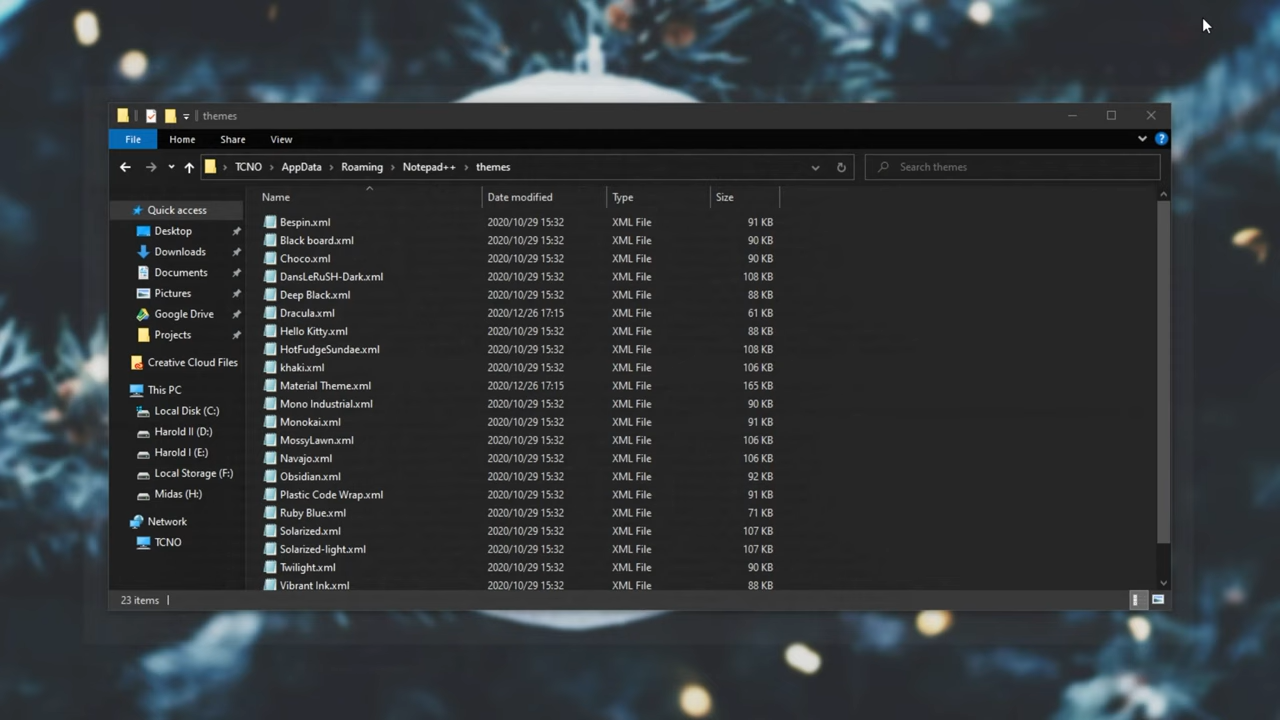 themes
File Home Share View
TCNO > AppData > Roaming > Notepad++ > themes Search themes
Name Date modified Type Size
Quick access
Desktop
Downloads
Documents
Pictures
Google Drive
Projects
Creative Cloud Files
This PC
Local Disk (C:)
Harold II (D:)
Harold I (E:)
Local Storage (F:)
Midas (H:)
Network
TCNO
Bespin.xml 2020/10/29 15:32 XML File 91 KB
Black board.xml 2020/10/29 15:32 XML File 90 KB
Choco.xml 2020/10/29 15:32 XML File 90 KB
DansLeRuSH-Dark.xml 2020/10/29 15:32 XML File 108 KB
Deep Black.xml 2020/10/29 15:32 XML File 88 KB
Dracula.xml 2020/12/26 17:15 XML File 61 KB
Hello Kitty.xml 2020/10/29 15:32 XML File 88 KB
HotFudgeSundae.xml 2020/10/29 15:32 XML File 108 KB
khaki.xml 2020/10/29 15:32 XML File 106 KB
Material Theme.xml 2020/12/26 17:15 XML File 165 KB
Mono Industrial.xml 2020/10/29 15:32 XML File 90 KB
Monokai.xml 2020/10/29 15:32 XML File 91 KB
MossyLawn.xml 2020/10/29 15:32 XML File 106 KB
Navajo.xml 2020/10/29 15:32 XML File 106 KB
Obsidian.xml 2020/10/29 15:32 XML File 92 KB
Plastic Code Wrap.xml 2020/10/29 15:32 XML File 91 KB
Ruby Blue.xml 2020/10/29 15:32 XML File 71 KB
Solarized.xml 2020/10/29 15:32 XML File 107 KB
Solarized-light.xml 2020/10/29 15:32 XML File 107 KB
Twilight.xml 2020/10/29 15:32 XML File 90 KB
Vibrant Ink.xml 2020/10/29 15:32 XML File 88 KB
23 items